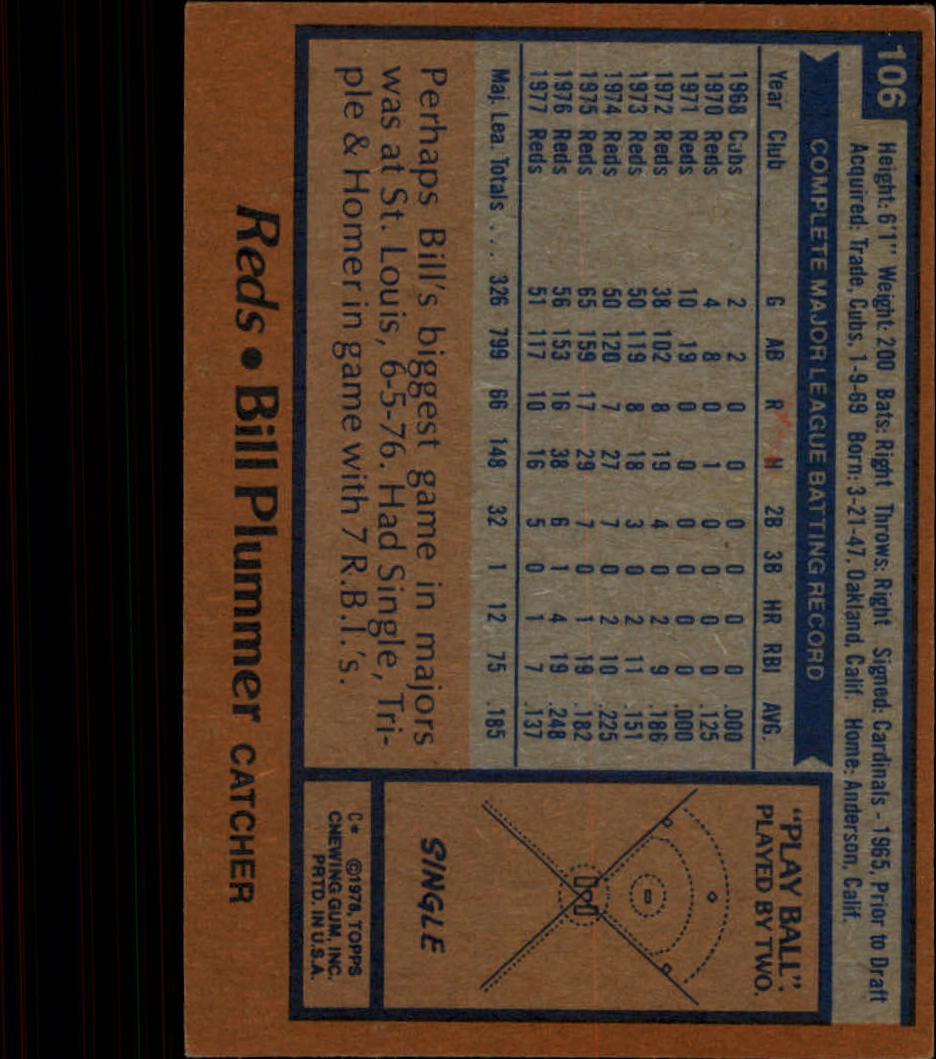 106
Height: 6'1" Weight: 200 Bats: Right Throws: Right Signed: Cardinals - 1965, Prior to Draft
Acquired: Trade, Cubs, 1-9-69 Born: 3-21-47, Oakland, Calif. Home: Anderson, Calif.
COMPLETE MAJOR LEAGUE BATTING RECORD
Year Club G AB R H 2B 3B HR RBI AVG.
1968 Cubs 2 2 0 0 0 0 0 0 .000
1970 Reds 4 8 0 1 0 0 0 0 .125
1971 Reds 10 19 0 0 0 0 0 0 .000
1972 Reds 38 102 8 19 4 0 2 9 .186
1973 Reds 50 119 8 18 3 0 2 11 .151
1974 Reds 50 120 7 27 7 0 2 10 .225
1975 Reds 65 159 17 29 7 0 1 19 .182
1976 Reds 56 153 16 38 6 1 4 19 .248
1977 Reds 51 117 10 16 5 0 1 7 .137
Maj. Lea. Totals ... 326 799 66 148 32 1 12 75 .185
Perhaps Bill's biggest game in majors
was at St. Louis, 6-5-76. Had Single, Tri-
ple & Homer in game with 7 R.B.I.'s.
"PLAY BALL".
PLAYED BY TWO.
SINGLE
C* ©1978, TOPPS
CHEWING GUM, INC.
PRTD. IN U.S.A.
Reds • Bill Plummer CATCHER